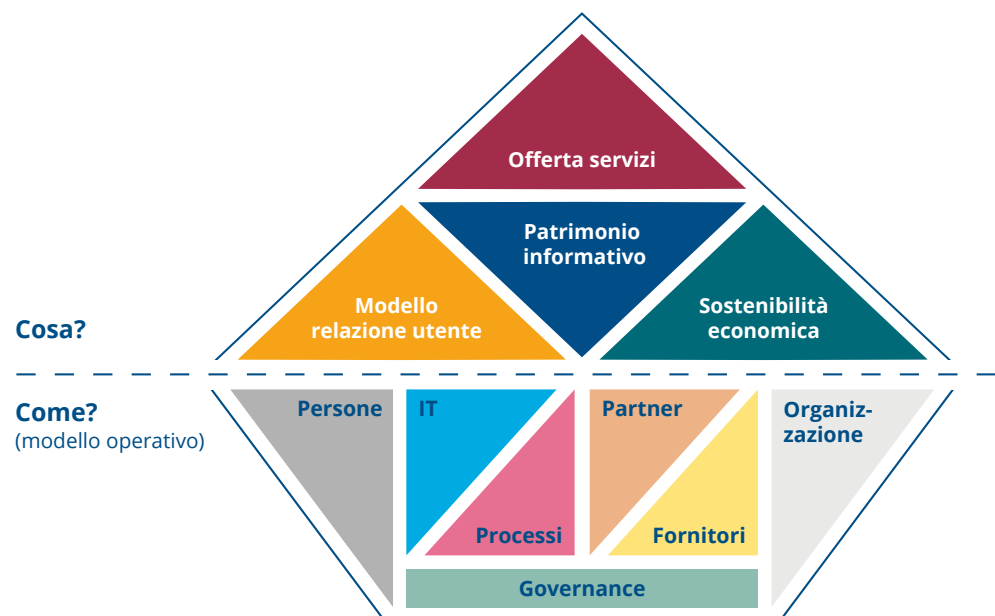 Offerta servizi
Patrimonio
informativo
Modello
relazione utente
Sostenibilità
economica
Cosa?
Come?
(modello operativo)
Persone
IT
Partner
Organiz-
zazione
Processi
Fornitori
Governance